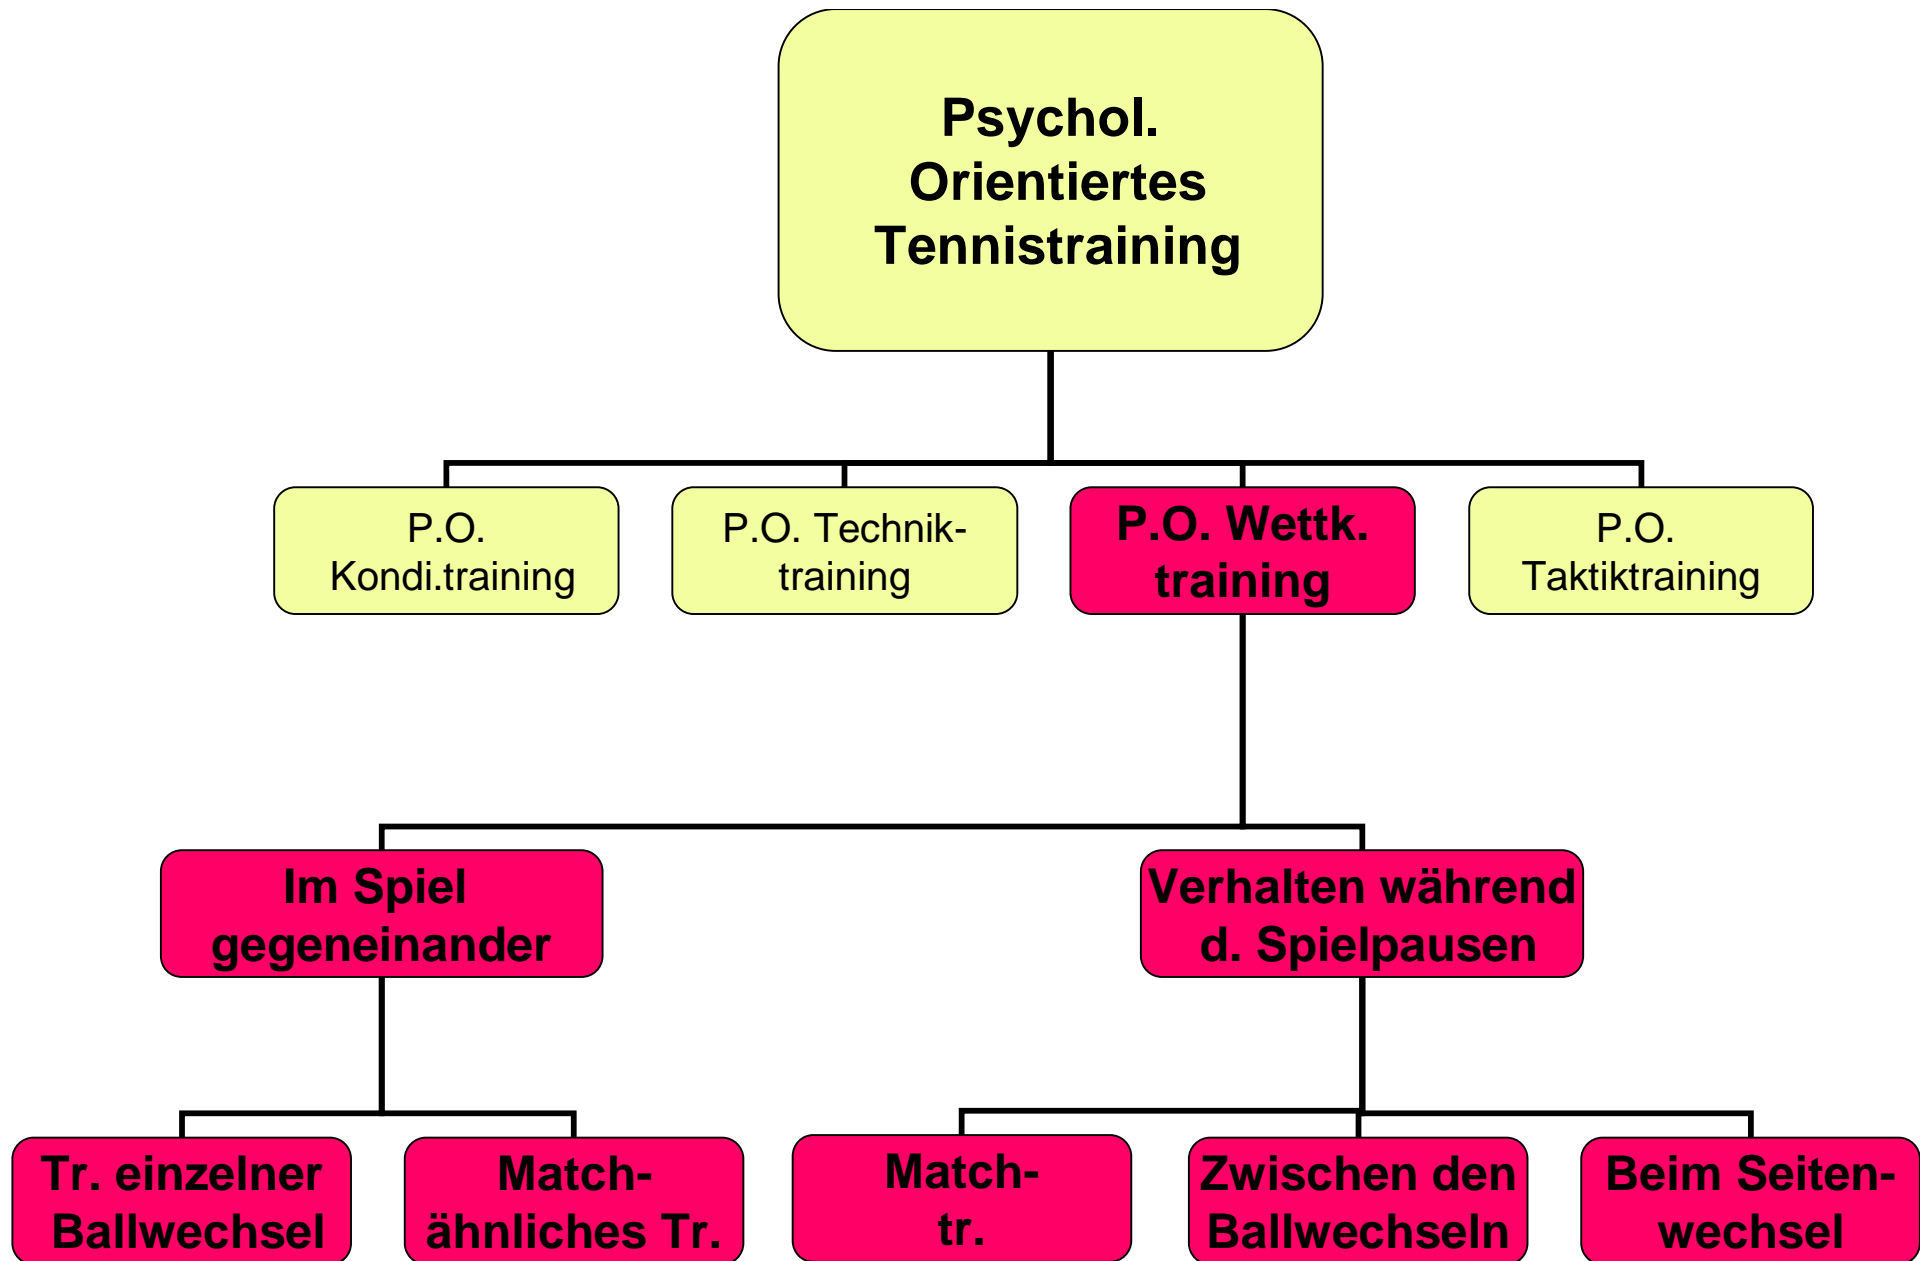 Psychol.
Orientiertes
Tennistraining
P.O.
Kondi.training
P.O. Technik-
training
P.O. Wettk.
training
P.O.
Taktiktraining
Im Spiel
gegeneinander
Verhalten während
d. Spielpausen
Tr. einzelner
Ballwechsel
Match-
ähnliches Tr.
Match-
tr.
Zwischen den
Ballwechseln
Beim Seiten-
wechsel